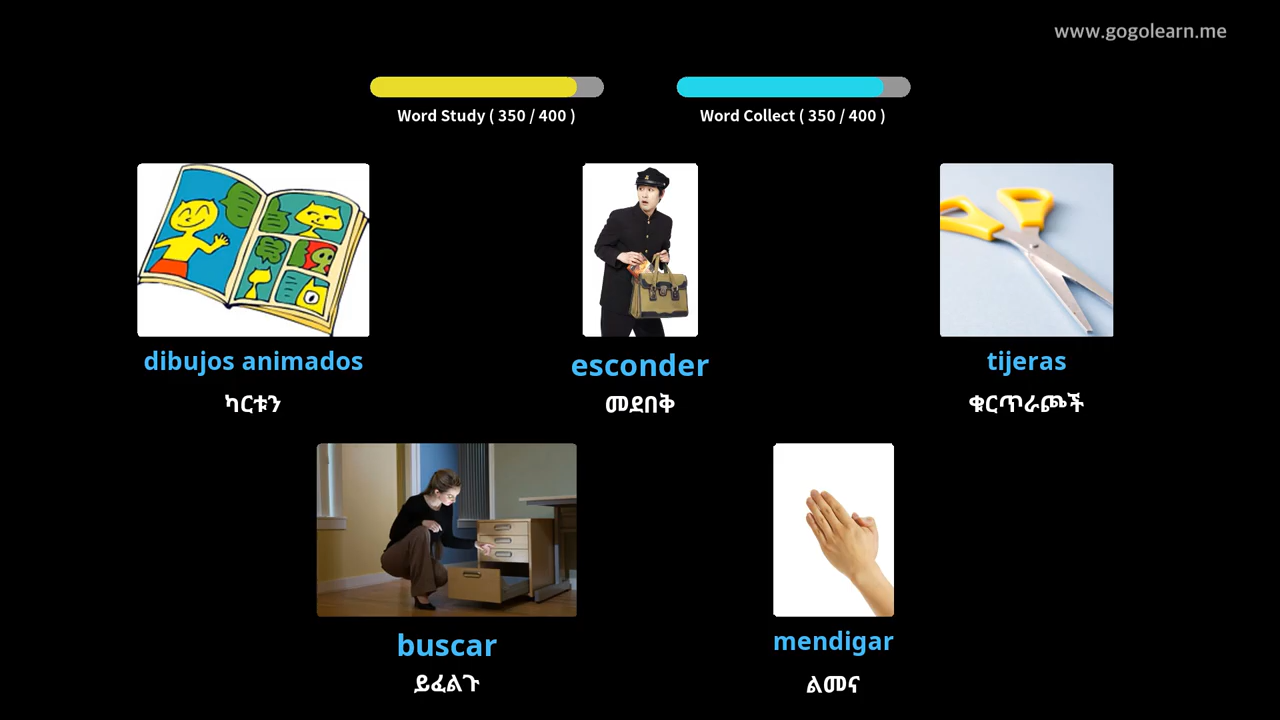 www.gogolearn.me
Word Study ( 350 / 400 )
Word Collect ( 350 / 400 )
dibujos animados
ካርቱን
esconder
መደበቅ
tijeras
ቁርጥራጮች
buscar
ይፈልጉ
mendigar
ልመና